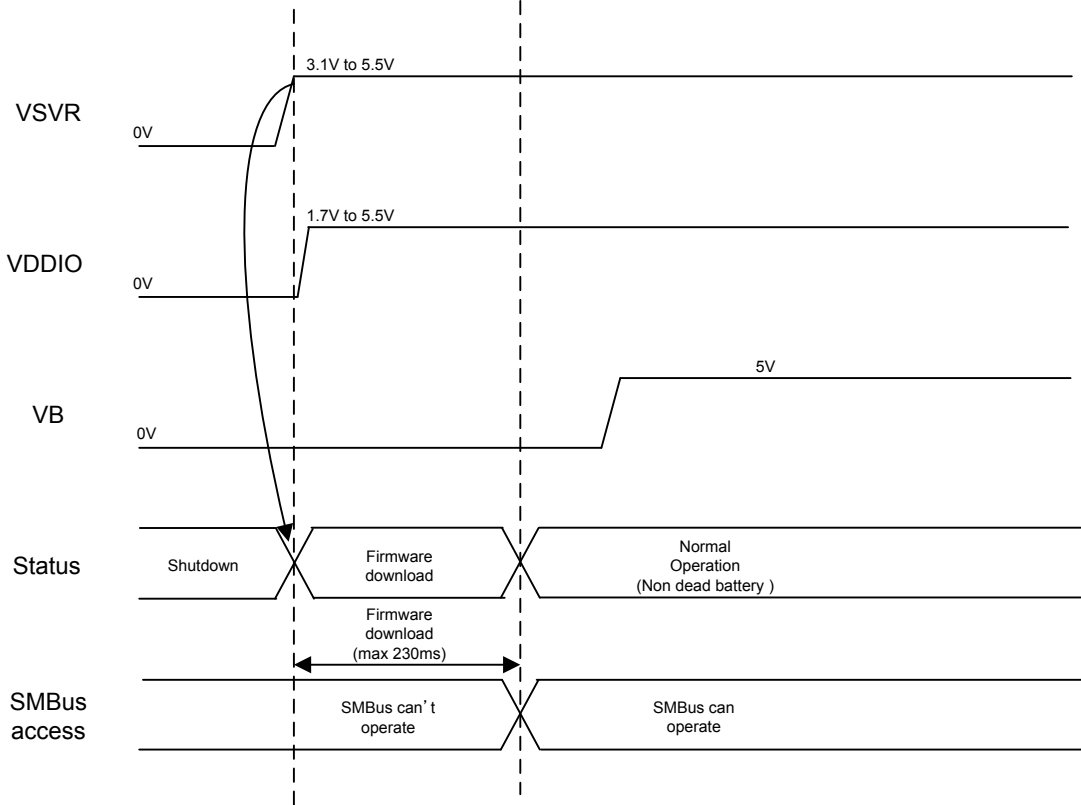 3.1V to 5.5V
VSVR
0V
1.7V to 5.5V
VDDIO
0V
5V
VB
0V
Status
Shutdown
Firmware
download
Normal
Operation
(Non dead battery )
Firmware
download
(max 230ms)
SMBus
access
SMBus can’t
operate
SMBus can
operate